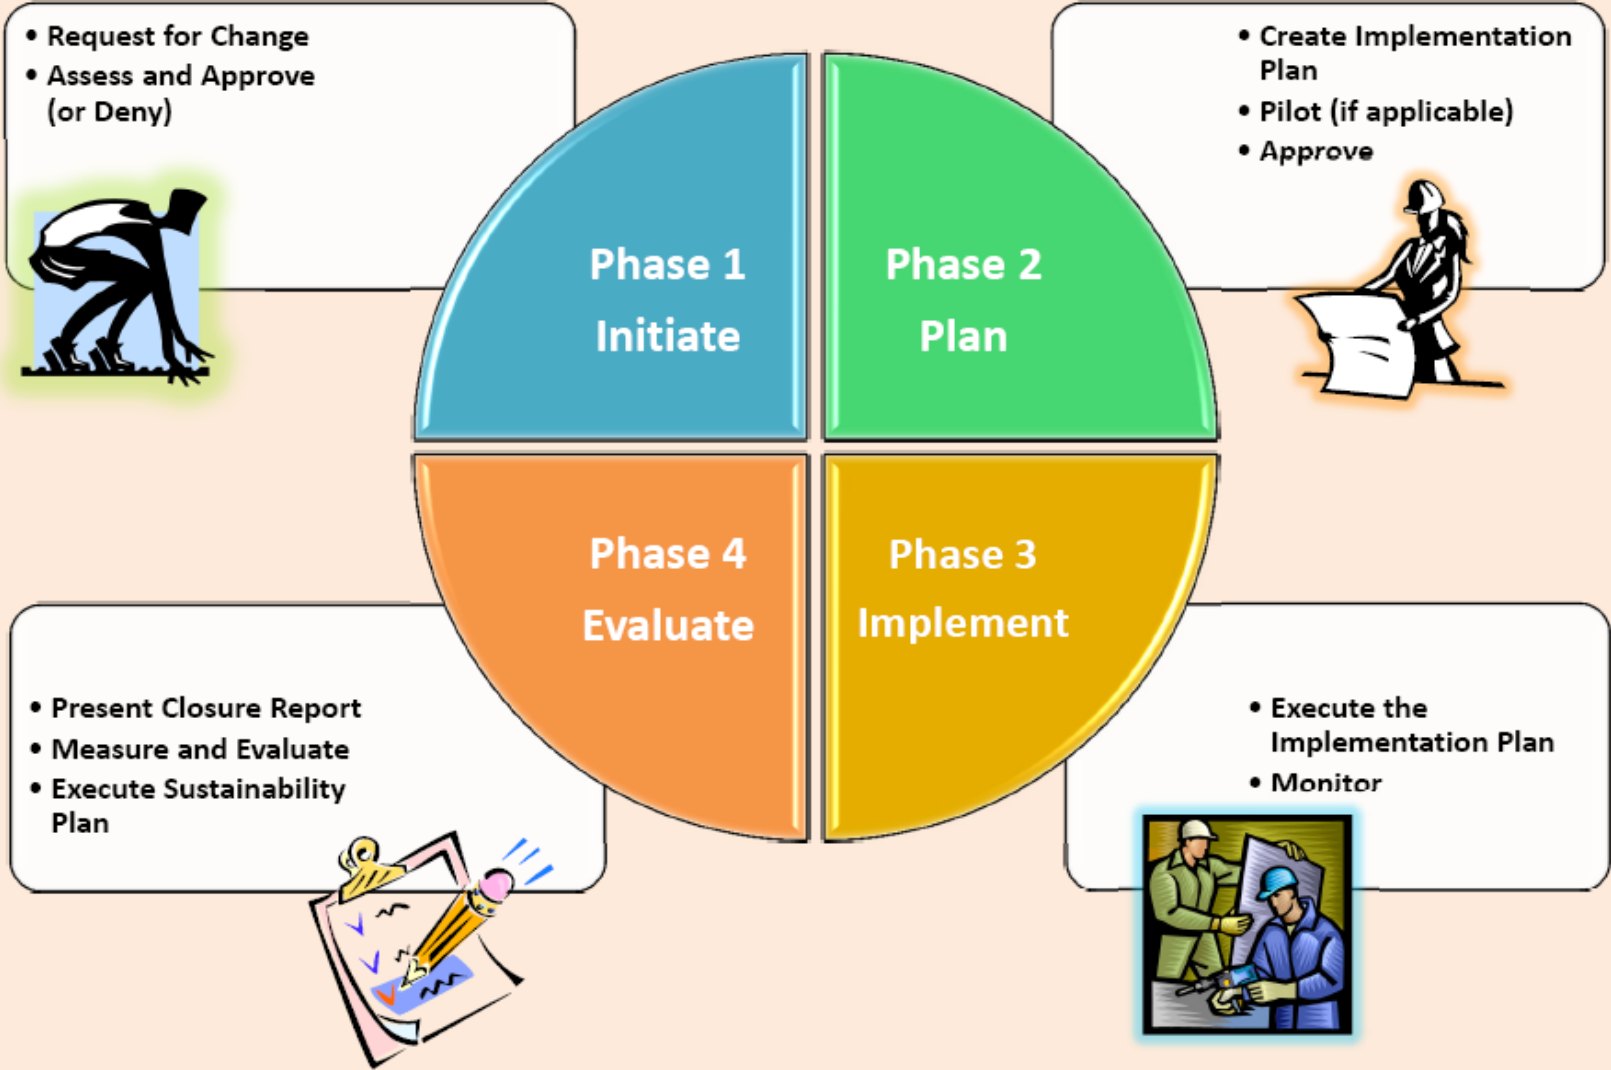 • Request for Change
• Assess and Approve
(or Deny)
• Create Implementation
Plan
• Pilot (if applicable)
• Approve
Phase 1
Initiate
Phase 2
Plan
Phase 4
Evaluate
Phase 3
Implement
• Present Closure Report
• Measure and Evaluate
• Execute Sustainability
Plan
• Execute the
Implementation Plan
• Monitor